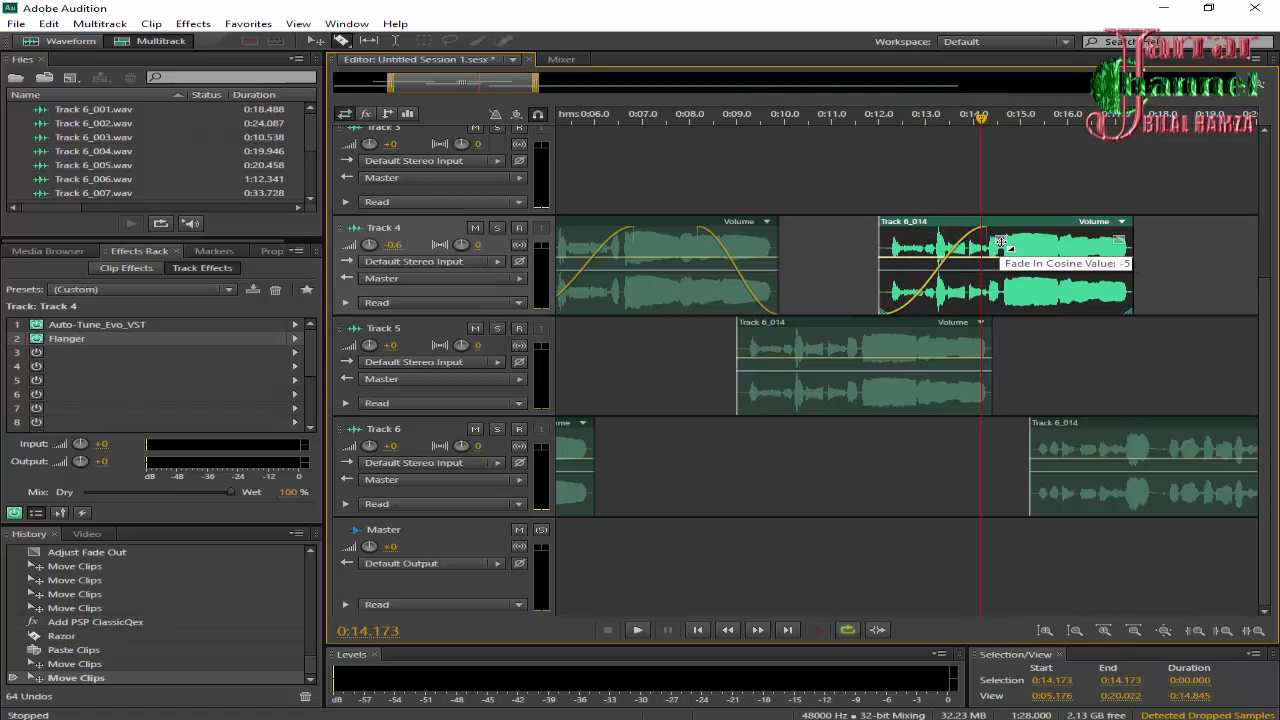 Au Adobe Audition
File Edit Multitrack Clip Effects Favorites View Window Help
Waveform Multitrack Workspace: Default
Files Editor: Untitled Session 1.sesx * Mixer
Jarrar Channel
BILAL HAMZA
Name Status Duration
Track 6_001.wav 0:18.488
Track 6_002.wav 0:24.087
Track 6_003.wav 0:10.538
Track 6_004.wav 0:19.946
Track 6_005.wav 0:20.458
Track 6_006.wav 1:12.341
Track 6_007.wav 0:33.728
Media Browser Effects Rack Markers Prop
Clip Effects Track Effects
Presets: (Custom)
Track: Track 4
1 Auto-Tune_Evo_VST
2 Flanger
3
4
5
6
7
8
Input: +0
Output: +0
dB -48 -36 -24 -12 0
Mix: Dry Wet 100 %
History Video
Adjust Fade Out
Move Clips
Move Clips
Move Clips
Move Clips
fx Add PSP ClassicQex
Razor
Paste Clips
Move Clips
Move Clips
64 Undos
Stopped
fx hms 0:06.0 0:07.0 0:08.0 0:09.0 0:10.0 0:11.0 0:12.0 0:13.0 0:14.0 0:15.0 0:16.0
Track 3 M S R I
+0 0
Default Stereo Input
Master
Read
Track 4 M S R I
-0.6 0
Default Stereo Input
Master
Read
Volume
Track 6_014 Volume
Fade In Cosine Value: -5
Track 5 M S R I
+0 0
Default Stereo Input
Master
Read
Track 6_014 Volume
Track 6 M S R I
+0 0
Default Stereo Input
Master
Read
Track 6_014
Master M (S)
+0
Default Output
Read
0:14.173
Levels
dB -57 -54 -51 -48 -45 -42 -39 -36 -33 -30 -27 -24 -21 -18 -15 -12 -9 -6 -3 0
Selection/View
Start End Duration
Selection 0:14.173 0:14.173 0:00.000
View 0:05.176 0:20.022 0:14.845
48000 Hz ● 32-bit Mixing 32.23 MB 1:28.000 2.13 GB free Detected Dropped Samples